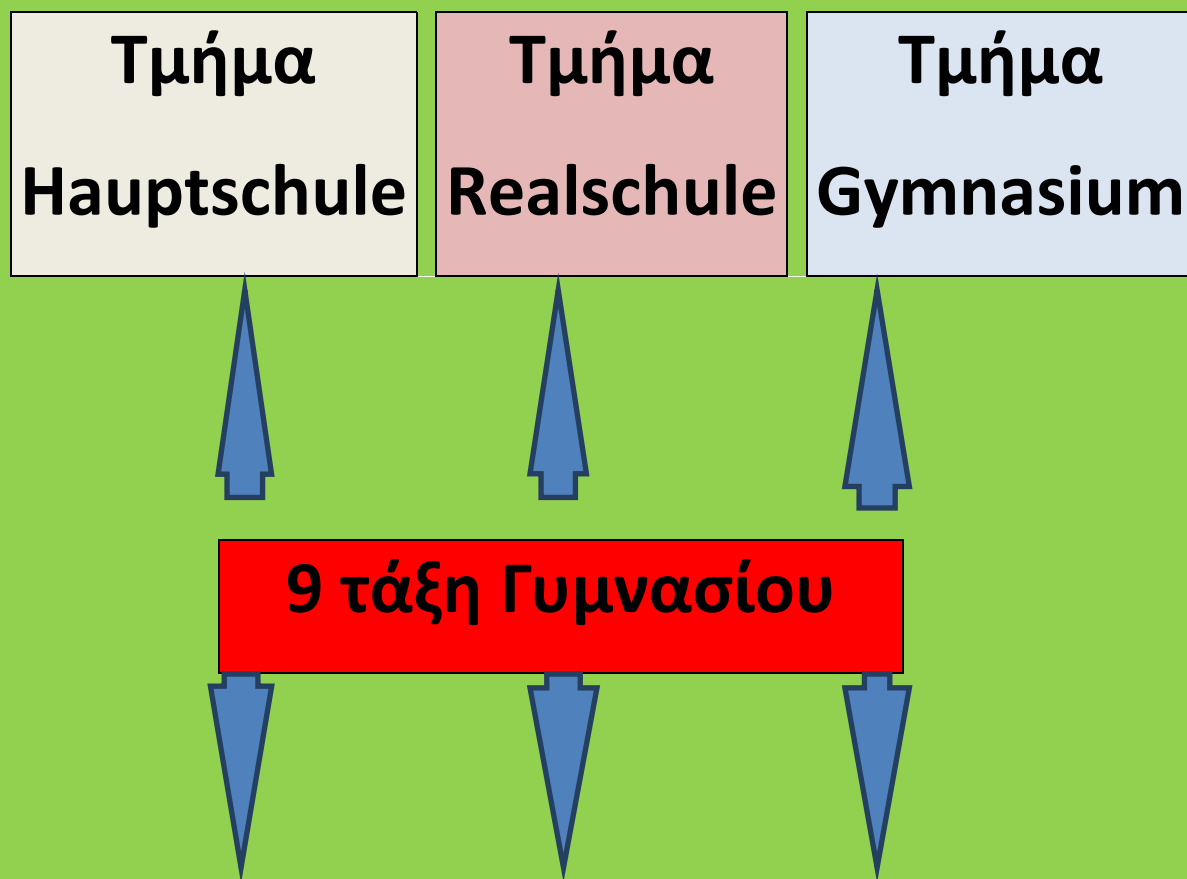 Τμήμα
Hauptschule
Τμήμα
Realschule
Τμήμα
Gymnasium
9 τάξη Γυμνασίου